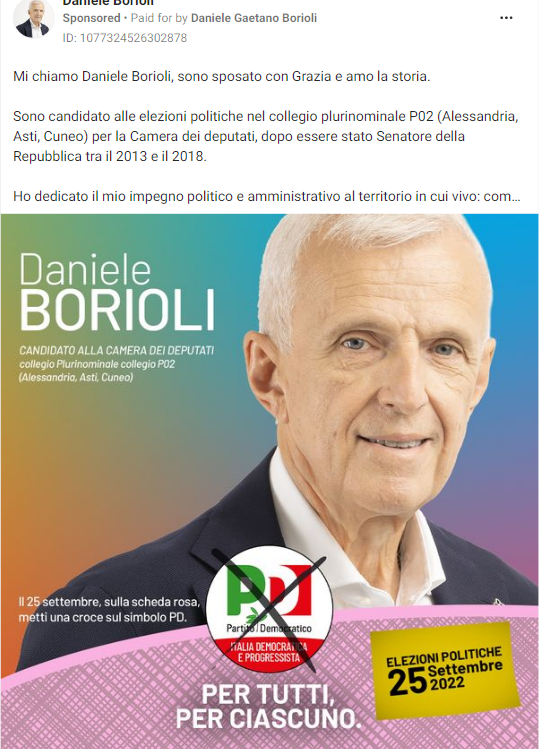 Daniele Borioli
Sponsored • Paid for by Daniele Gaetano Borioli
ID: 1077324526302878
Mi chiamo Daniele Borioli, sono sposato con Grazia e amo la storia.
Sono candidato alle elezioni politiche nel collegio plurinominale P02 (Alessandria,
Asti, Cuneo) per la Camera dei deputati, dopo essere stato Senatore della
Repubblica tra il 2013 e il 2018.
Ho dedicato il mio impegno politico e amministrativo al territorio in cui vivo: com...
Daniele
BORIOLI
CANDIDATO ALLA CAMERA DEI DEPUTATI
collegio Plurinominale collegio P02
(Alessandria, Asti, Cuneo)
Il 25 settembre, sulla scheda rosa,
metti una croce sul simbolo PD.
PD
Partito Democratico
ITALIA DEMOCRATICA
E PROGRESSISTA
ELEZIONI POLITICHE
25 Settembre
2022
PER TUTTI,
PER CIASCUNO.